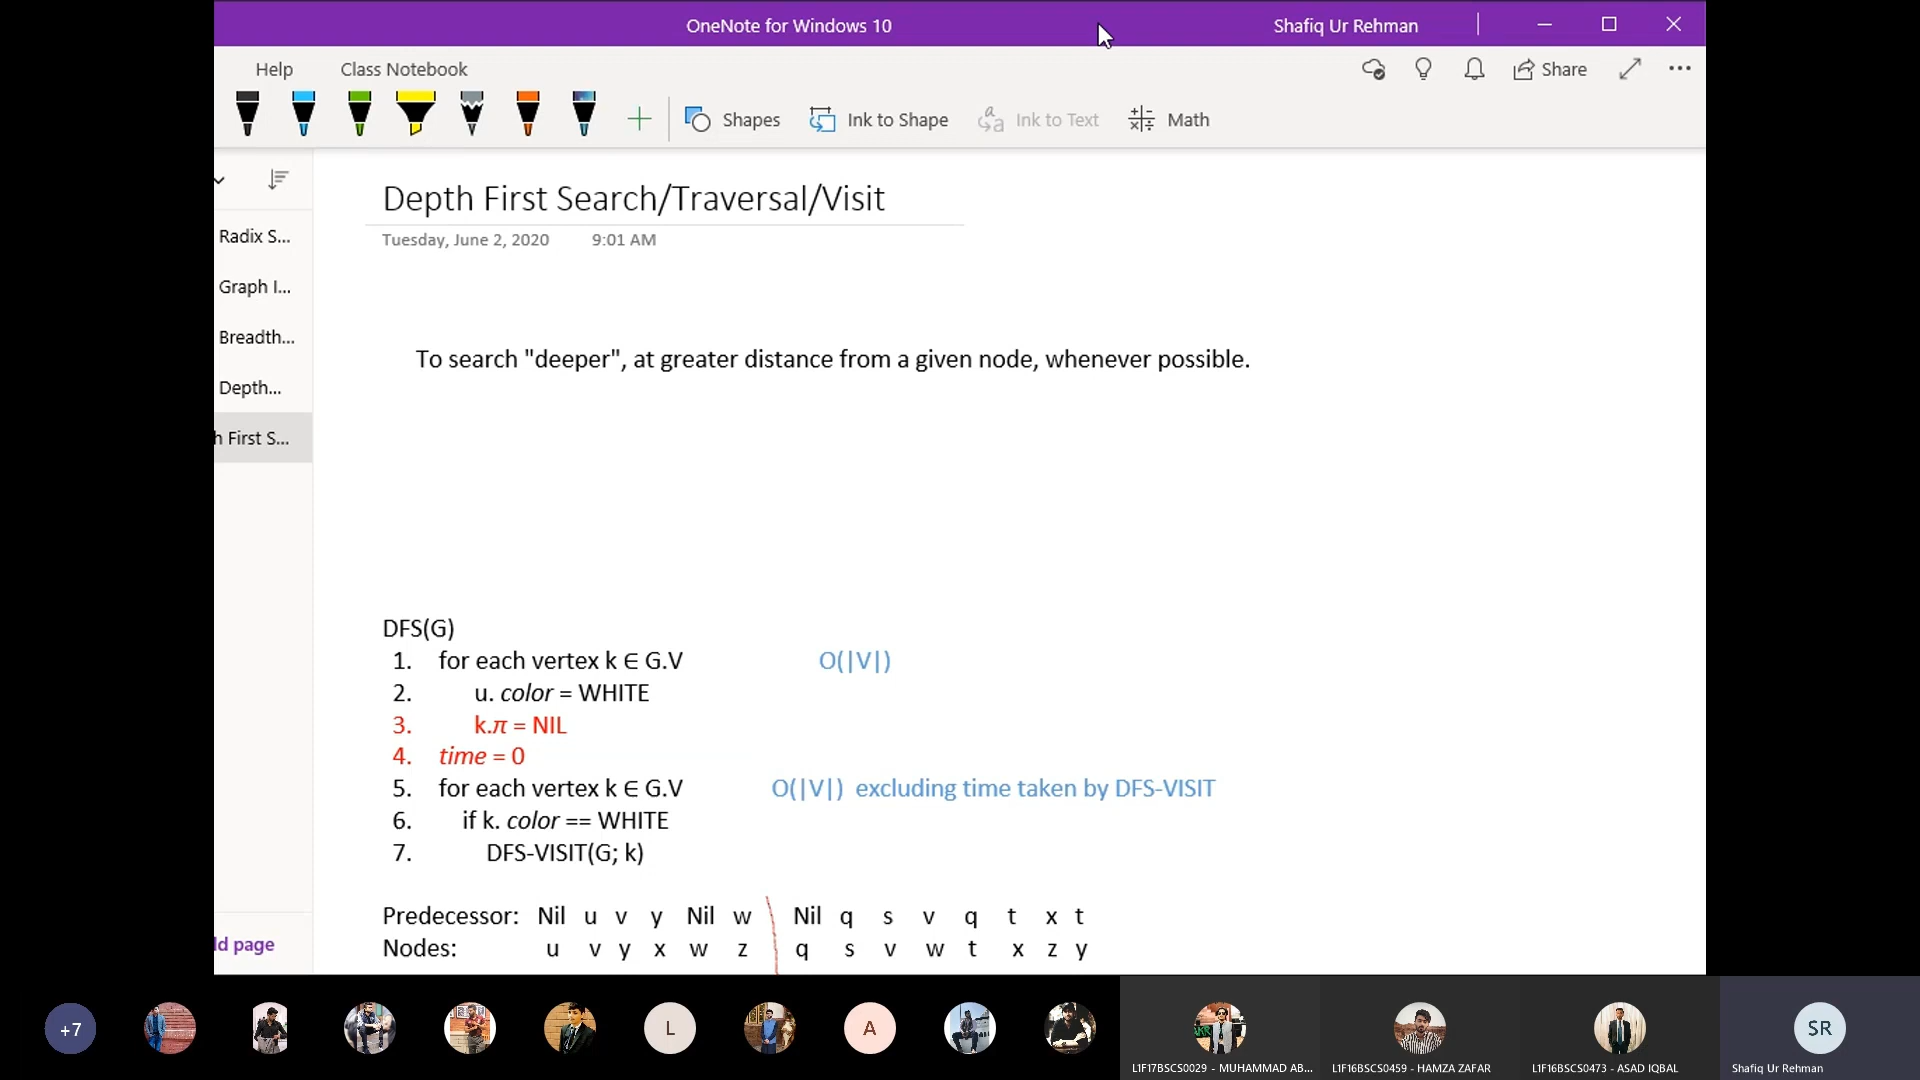 OneNote for Windows 10
Shafiq Ur Rehman
Help
Class Notebook
Share
Shapes
Ink to Shape
Ink to Text
Math
Radix S...
Graph I...
Breadth...
Depth...
h First S...
ld page
Depth First Search/Traversal/Visit
Tuesday, June 2, 2020 9:01 AM
To search "deeper", at greater distance from a given node, whenever possible.
DFS(G)
1. for each vertex k ∈ G.V O(|V|)
2. u. color = WHITE
3. k.π = NIL
4. time = 0
5. for each vertex k ∈ G.V O(|V|) excluding time taken by DFS-VISIT
6. if k. color == WHITE
7. DFS-VISIT(G; k)
Predecessor: Nil u v y Nil w Nil q s v q t x t
Nodes: u v y x w z q s v w t x z y
+7
L
A
SR
L1F17BSCS0029 - MUHAMMAD AB...
L1F16BSCS0459 - HAMZA ZAFAR
L1F16BSCS0473 - ASAD IQBAL
Shafiq Ur Rehman